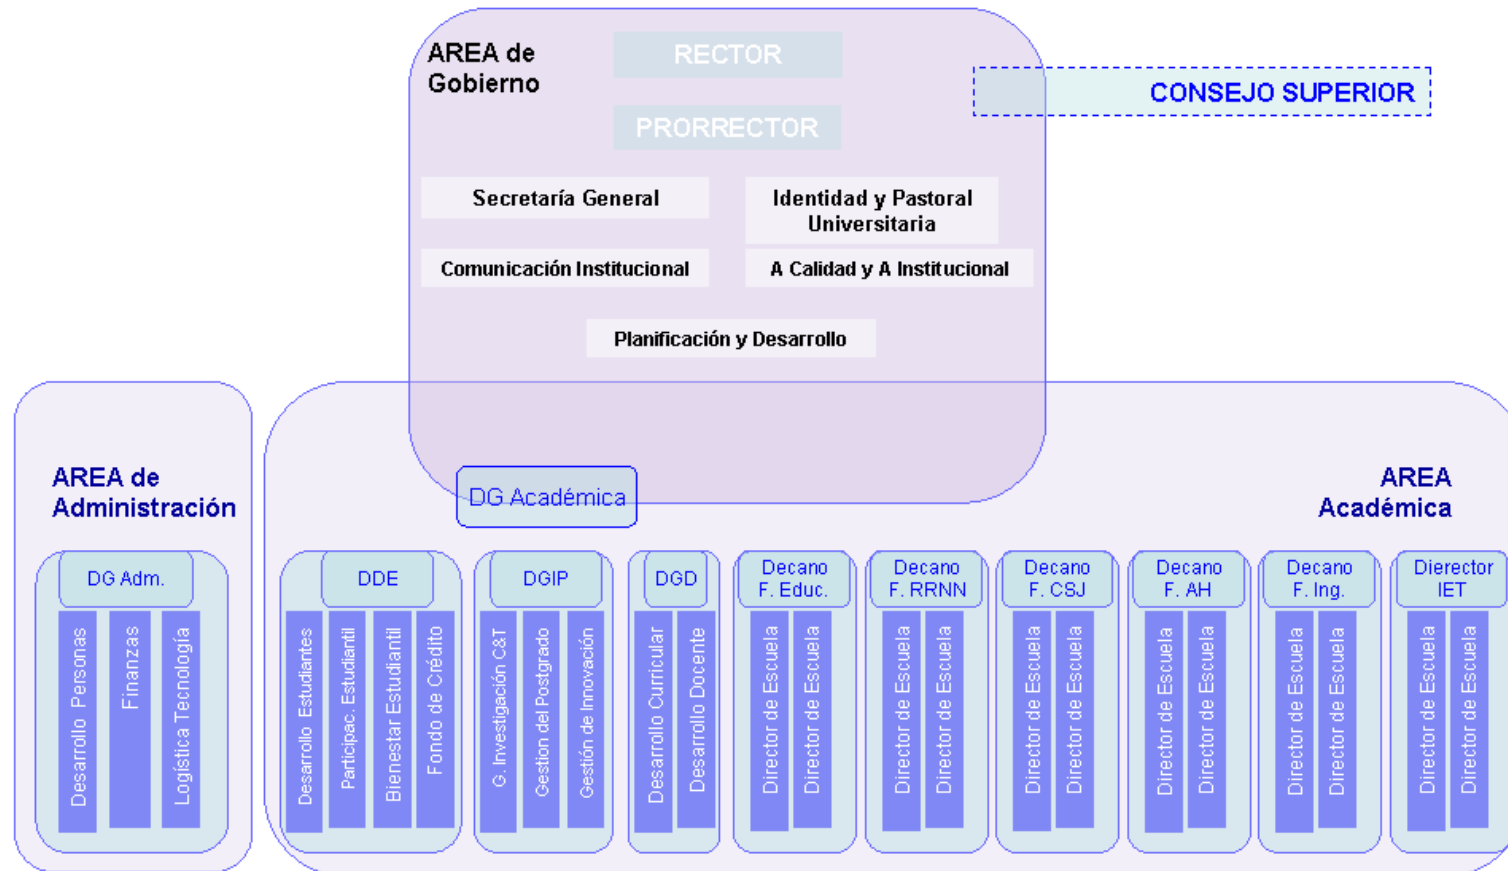 AREA de
Gobierno
RECTOR
CONSEJO SUPERIOR
PRORRECTOR
Secretaría General
Identidad y Pastoral
Universitaria
Comunicación Institucional
A Calidad y A Institucional
Planificación y Desarrollo
AREA de
Administración
DG Académica
AREA
Académica
DG Adm.
Desarrollo Personas
Finanzas
Logística Tecnología
DDE
Desarrollo Estudiantes
Participac. Estudiantil
Bienestar Estudiantil
Fondo de Crédito
DGIP
G. Investigación C&T
Gestion del Postgrado
Gestión de Innovación
DGD
Desarrollo Curricular
Desarrollo Docente
Decano
F. Educ.
Director de Escuela
Director de Escuela
Decano
F. RRNN
Director de Escuela
Director de Escuela
Decano
F. CSJ
Director de Escuela
Director de Escuela
Decano
F. AH
Director de Escuela
Director de Escuela
Decano
F. Ing.
Director de Escuela
Director de Escuela
Dierector
IET
Director de Escuela
Director de Escuela